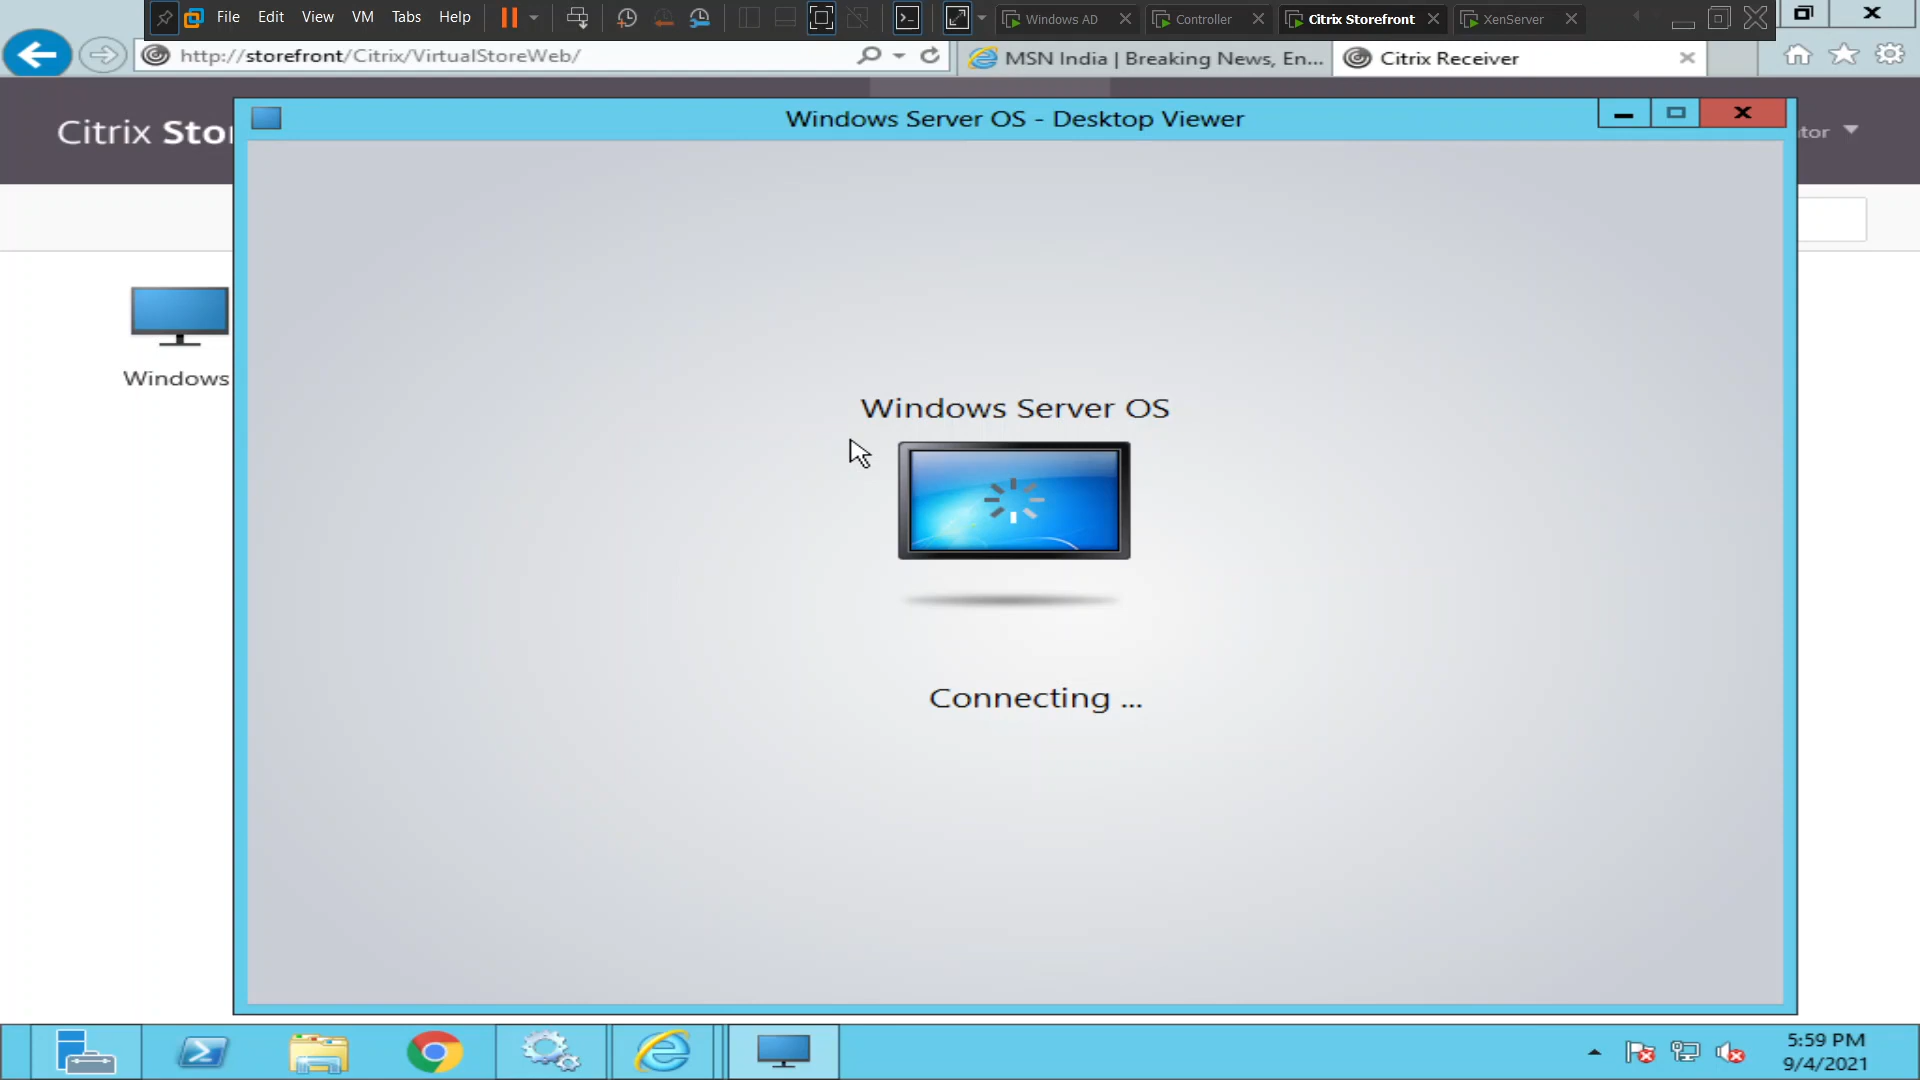 File Edit View VM Tabs Help
Windows AD
Controller
Citrix Storefront
XenServer
http://storefront/Citrix/VirtualStoreWeb/
MSN India | Breaking News, En...
Citrix Receiver
Citrix Sto
tor
Windows Server OS - Desktop Viewer
Windows
Windows Server OS
Connecting ...
5:59 PM
9/4/2021